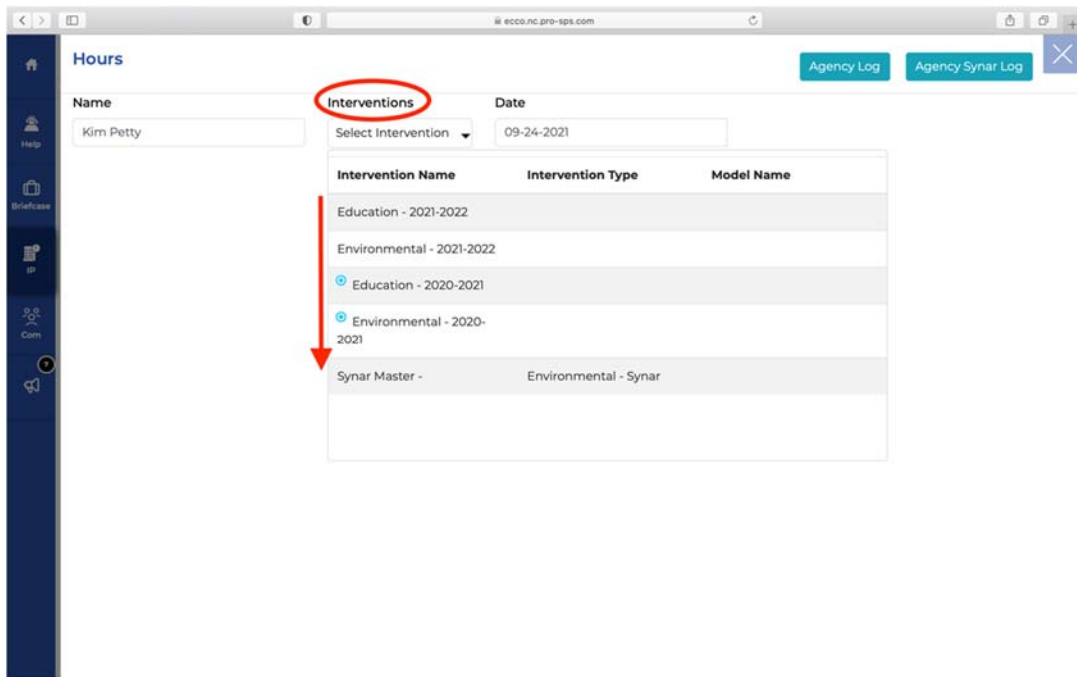 ecco.nc.pro-sps.com
Hours
Agency Log
Agency Synar Log
Name
Interventions
Date
Kim Petty
Select Intervention
09-24-2021
Intervention Name
Intervention Type
Model Name
Education - 2021-2022
Environmental - 2021-2022
Education - 2020-2021
Environmental - 2020-
2021
Synar Master -
Environmental - Synar
Help
Briefcase
IP
Com
?